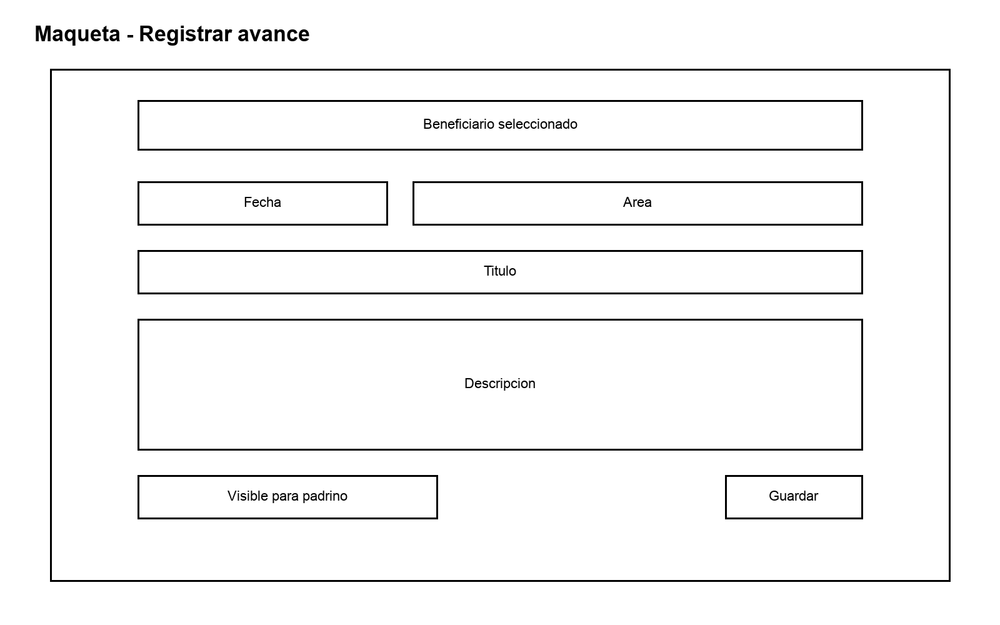 Maqueta - Registrar avance
Beneficiario seleccionado
Fecha
Area
Titulo
Descripcion
Visible para padrino
Guardar